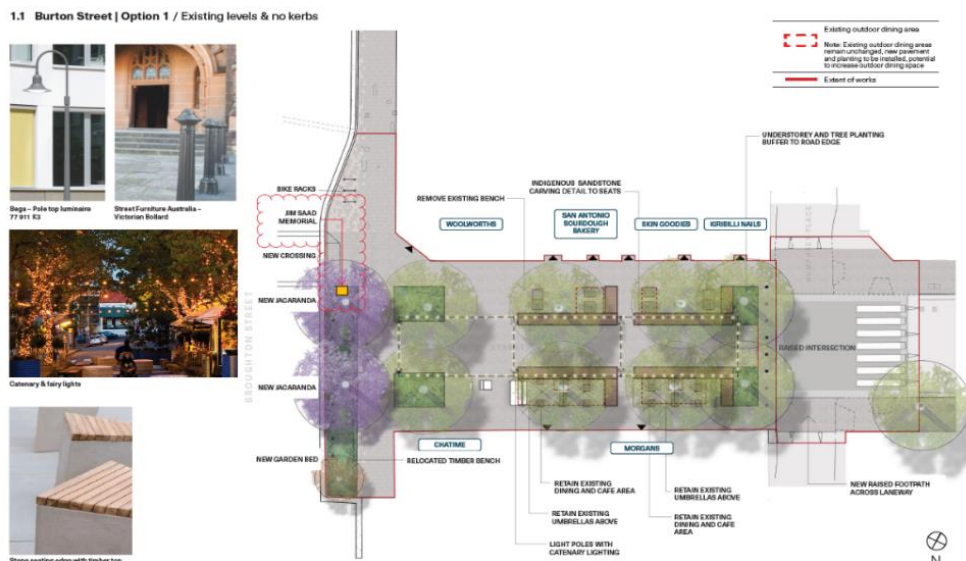 1.1 Burton Street | Option 1 / Existing levels & no kerbs
Existing outdoor dining area
Note: Existing outdoor dining areas
remain unchanged, new pavement
and planting to be installed, potential
to increase outdoor dining space
Extent of works
Bega - Pole top luminaire
77 911 K3
Street Furniture Australia –
Victorian Bollard
Catenary & fairy lights
Stone seating edge with timber top
UNDERSTOREY AND TREE PLANTING
BUFFER TO ROAD EDGE
INDIGENOUS SANDSTONE
CARVING DETAIL TO SEATS
REMOVE EXISTING BENCH
BIKE RACKS
JIM SAAD
MEMORIAL
NEW CROSSING
NEW JACARANDA
NEW JACARANDA
NEW GARDEN BED
BROUGHTON STREET
WOOLWORTHS
SAN ANTONIO
SOURDOUGH
BAKERY
SKIN GOODIES
KIRIBILLI NAILS
RAISED INTERSECTION
CHATIME
MORGANS
RELOCATED TIMBER BENCH
RETAIN EXISTING
DINING AND CAFE AREA
RETAIN EXISTING
UMBRELLAS ABOVE
LIGHT POLES WITH
CATENARY LIGHTING
RETAIN EXISTING
UMBRELLAS ABOVE
RETAIN EXISTING
DINING AND CAFE
AREA
NEW RAISED FOOTPATH
ACROSS LANEWAY
N